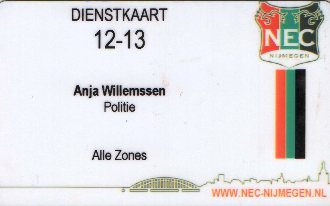 DIENSTKAART
12-13
NEC
NIJMEGEN
Anja Willemssen
Politie
Alle Zones
WWW.NEC-NIJMEGEN.NL